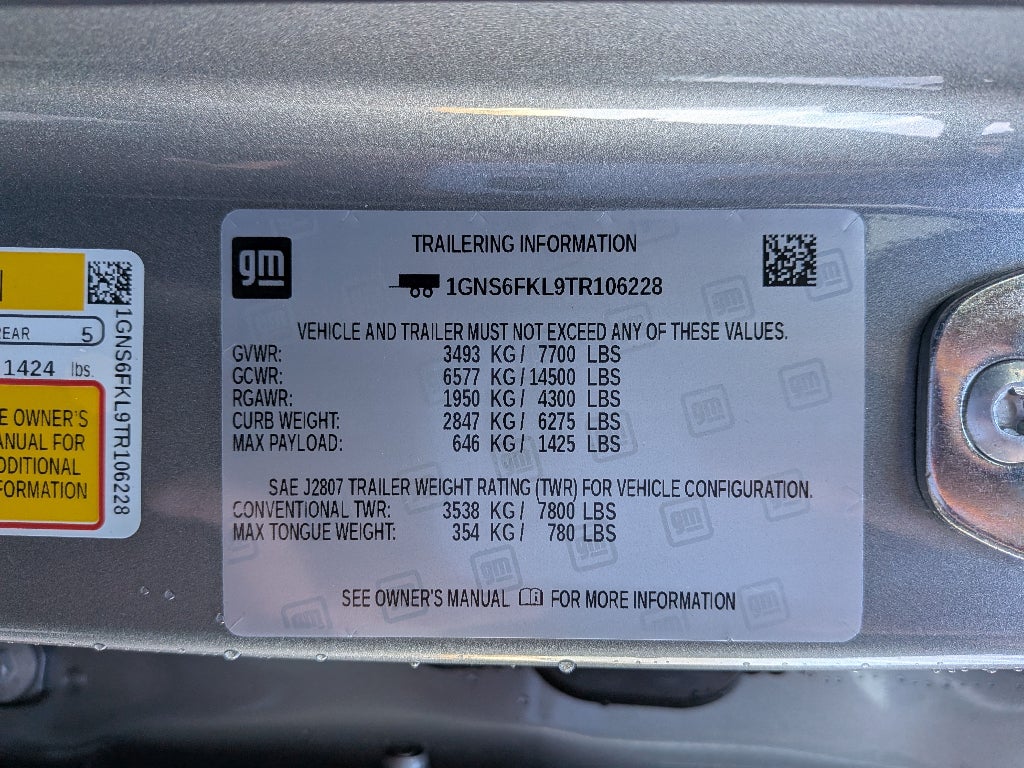 TRAILERING INFORMATION
gm
1GNS6FKL9TR106228
VEHICLE AND TRAILER MUST NOT EXCEED ANY OF THESE VALUES.
GVWR: 3493 KG / 7700 LBS
GCWR: 6577 KG / 14500 LBS
RGAWR: 1950 KG / 4300 LBS
CURB WEIGHT: 2847 KG / 6275 LBS
MAX PAYLOAD: 646 KG / 1425 LBS
SAE J2807 TRAILER WEIGHT RATING (TWR) FOR VEHICLE CONFIGURATION.
CONVENTIONAL TWR: 3538 KG / 7800 LBS
MAX TONGUE WEIGHT: 354 KG / 780 LBS
SEE OWNER'S MANUAL FOR MORE INFORMATION
EAR 5
1424 lbs.
E OWNER'S
ANUAL FOR
DDITIONAL
FORMATION
1GNS6FKL9TR106228